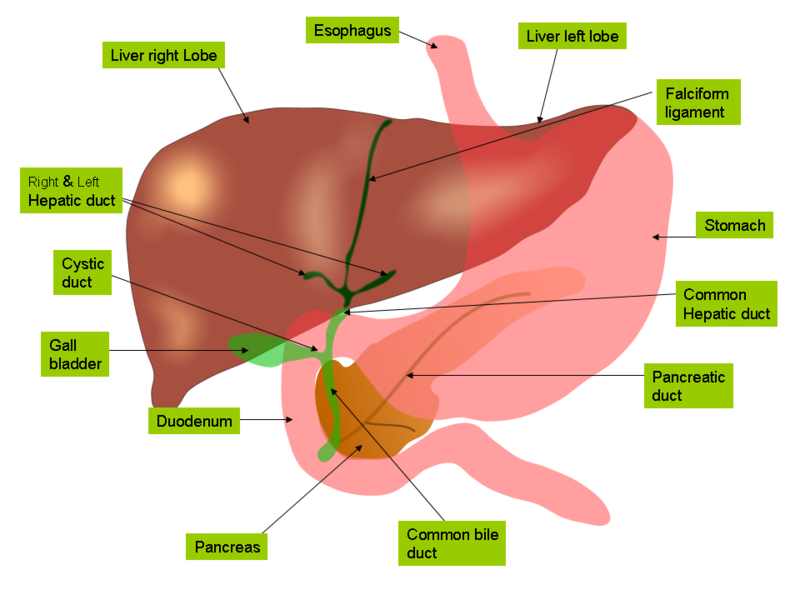 Esophagus
Liver left lobe
Liver right Lobe
Falciform
ligament
Right & Left
Hepatic duct
Stomach
Cystic
duct
Common
Hepatic duct
Gall
bladder
Pancreatic
duct
Duodenum
Pancreas
Common bile
duct